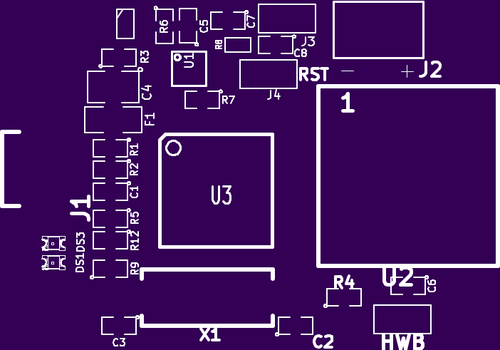 R6
C5
C7
J3
R8
C8
R3
U1
RST
J2
C4
J4
R7
1
F1
R1
R2
C1
U3
J1
R5
R12
DS1DS3
R9
U2
R4
C6
X1
C3
C2
HWB